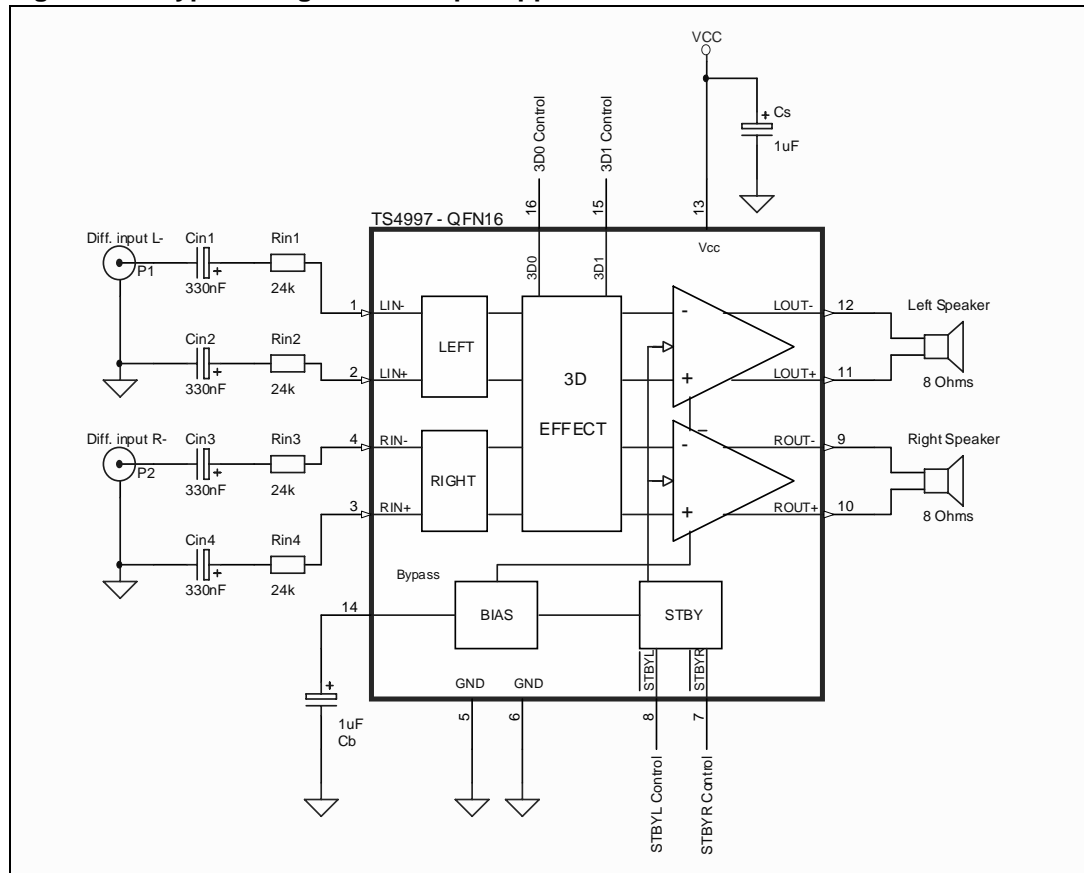 VCC
Cs
+
1uF
3D0 Control
3D1 Control
16
15
13
TS4997 - QFN16
Vcc
3D0
3D1
Diff. input L-
P1
Cin1
+
330nF
Rin1
24k
1
LIN-
LEFT
Cin2
+
330nF
Rin2
24k
2
LIN+
3D
EFFECT
-
+
LOUT-
12
LOUT+
11
Left Speaker
8 Ohms
Diff. input R-
P2
Cin3
+
330nF
Rin3
24k
4
RIN-
RIGHT
3
RIN+
Cin4
+
330nF
Rin4
24k
-
+
ROUT-
9
ROUT+
10
Right Speaker
8 Ohms
Bypass
14
BIAS
STBY
STBYL
STBYR
GND
GND
5
6
8
7
+
1uF
Cb
STBYL Control
STBYR Control